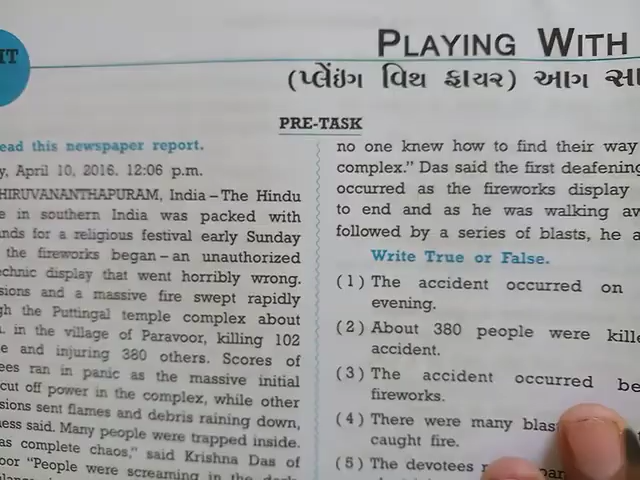 IT
PLAYING WITH
(પ્લેઇંગ વિથ ફાયર) આગ
PRE-TASK
ead this newspaper report.
y, April 10, 2016. 12:06 p.m.
HIRUVANANTHAPURAM, India – The Hindu
e in southern India was packed with
nds for a religious festival early Sunday
the fireworks began – an unauthorized
echnic display that went horribly wrong.
sions and a massive fire swept rapidly
gh the Puttingal temple complex about
. in the village of Paravoor, killing 102
e and injuring 380 others. Scores of
ees ran in panic as the massive initial
cut off power in the complex, while other
sions sent flames and debris raining down,
ness said. Many people were trapped inside.
as complete chaos," said Krishna Das of
oor "People were screaming in the
no one knew how to find their way
complex." Das said the first deafening
occurred as the fireworks display
to end and as he was walking aw
followed by a series of blasts, he a
Write True or False.
(1) The accident occurred on
evening.
(2) About 380 people were kille
accident.
(3) The accident occurred be
fireworks.
(4) There were many blas
caught fire.
(5) The devotees